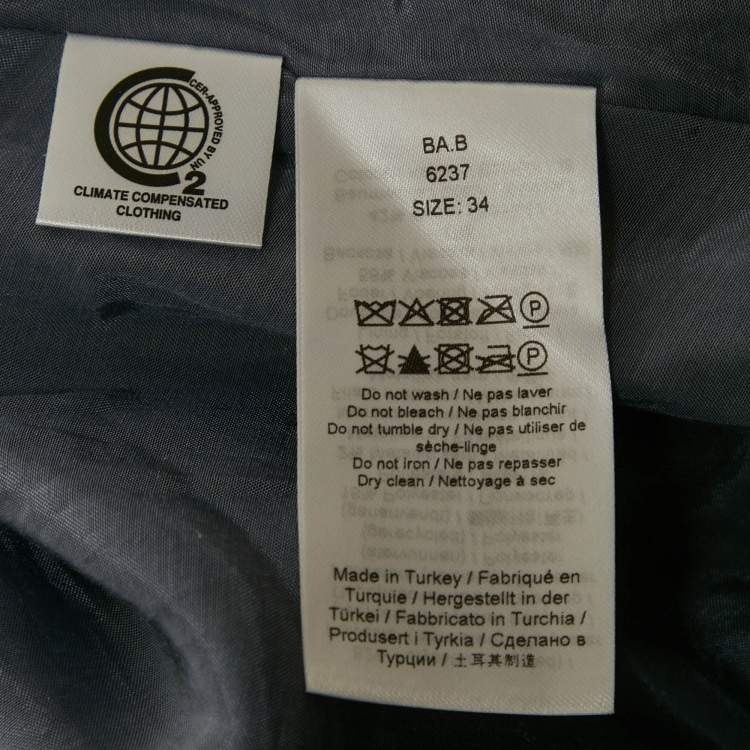 CER-APPROVED BY UN
2
CLIMATE COMPENSATED
CLOTHING
BA.B
6237
SIZE: 34
P
P
Do not wash / Ne pas laver
Do not bleach / Ne pas blanchir
Do not tumble dry / Ne pas utiliser de
sèche-linge
Do not iron / Ne pas repasser
Dry clean / Nettoyage à sec
Made in Turkey / Fabriqué en
Turquie / Hergestellt in der
Türkei / Fabbricato in Turchia /
Produsert i Tyrkia / Сделано в
Турции / 土耳其制造